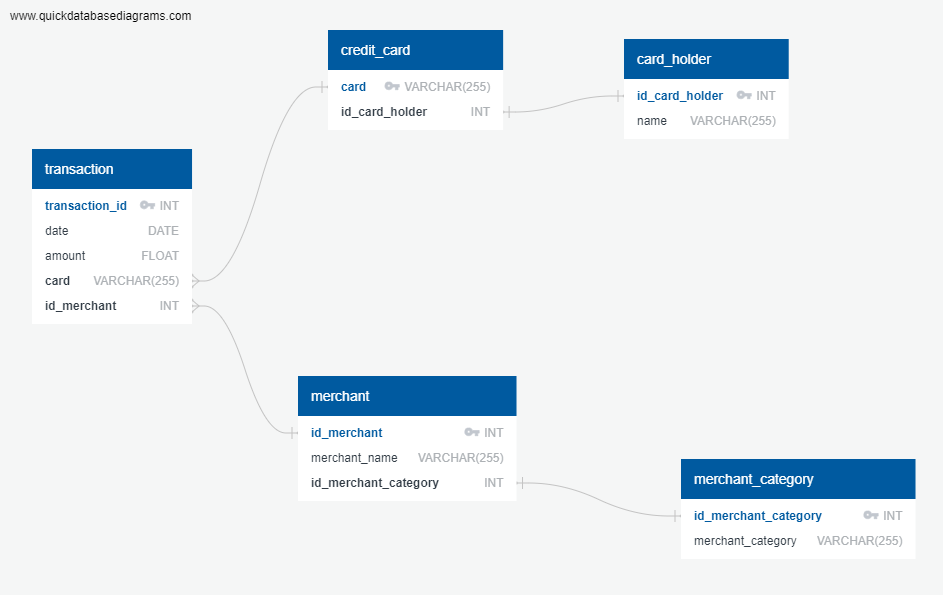 www.quickdatabasediagrams.com
credit_card
card VARCHAR(255)
id_card_holder INT
card_holder
id_card_holder INT
name VARCHAR(255)
transaction
transaction_id INT
date DATE
amount FLOAT
card VARCHAR(255)
id_merchant INT
merchant
id_merchant INT
merchant_name VARCHAR(255)
id_merchant_category INT
merchant_category
id_merchant_category INT
merchant_category VARCHAR(255)